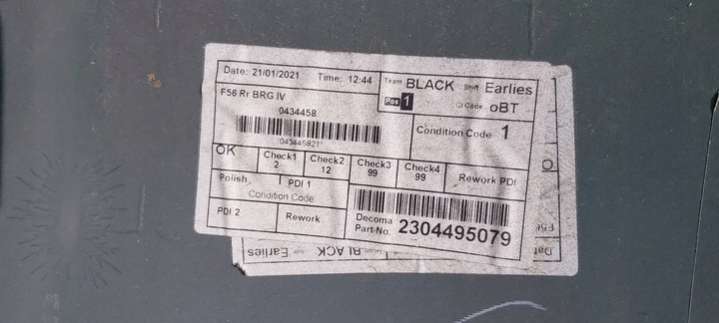 Date: 21/01/2021 Time: 12:44 Team BLACK Shift Earlies
Pos 1 Code oBT
F56 Rr BRG IV
0434458
Condition Code 1
OK Check1 2 Check2 12 Check3 99 Check4 99 Rework PDI
Polish PDI 1
Condition Code
PDI 2 Rework Decoma Part-No. 2304495079
BLACK Earlies